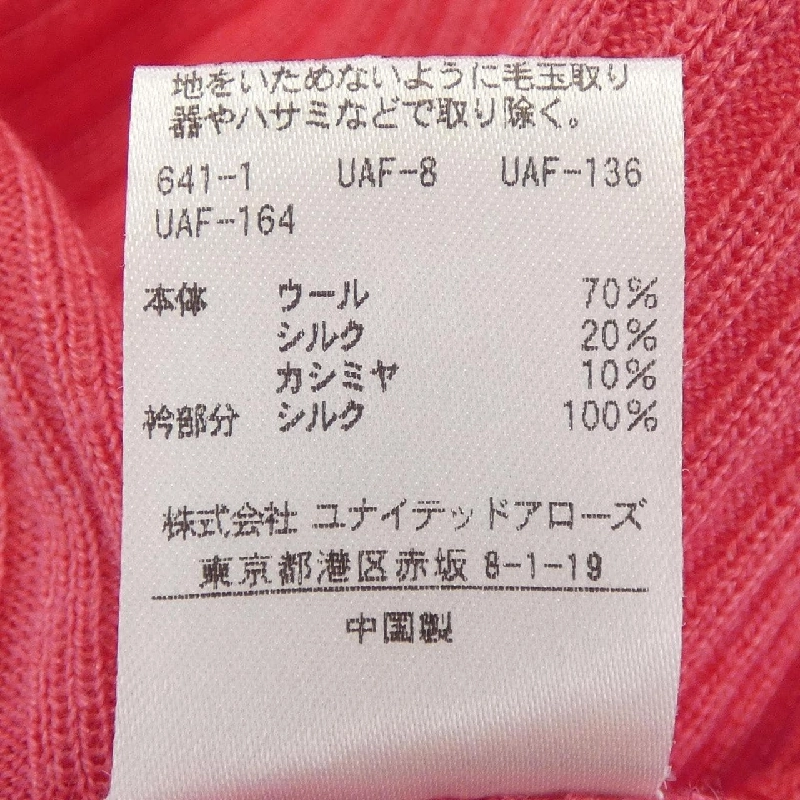 地をいためないように毛玉取り
器やハサミなどで取り除く。
641-1 UAF-8 UAF-136
UAF-164
本体 ウール 70%
シルク 20%
カシミヤ 10%
衿部分 シルク 100%
株式会社 ユナイテッドアローズ
東京都港区赤坂 8-1-19
中国製